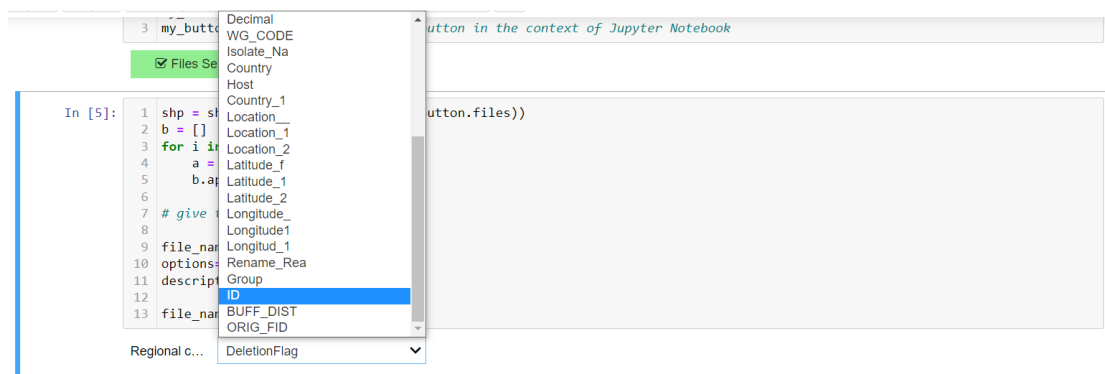 3 my_butto
utton in the context of Jupyter Notebook
Files Se
In [5]:
1 shp = sh
utton.files))
2 b = []
3 for i in
4 a =
5 b.ap
6
7 # give t
8
9 file_nam
10 options=
11 descript
12
13 file_nam
Decimal
WG_CODE
Isolate_Na
Country
Host
Country_1
Location__
Location_1
Location_2
Latitude_f
Latitude_1
Latitude_2
Longitude_
Longitude1
Longitud_1
Rename_Rea
Group
ID
BUFF_DIST
ORIG_FID
Regional c...
DeletionFlag